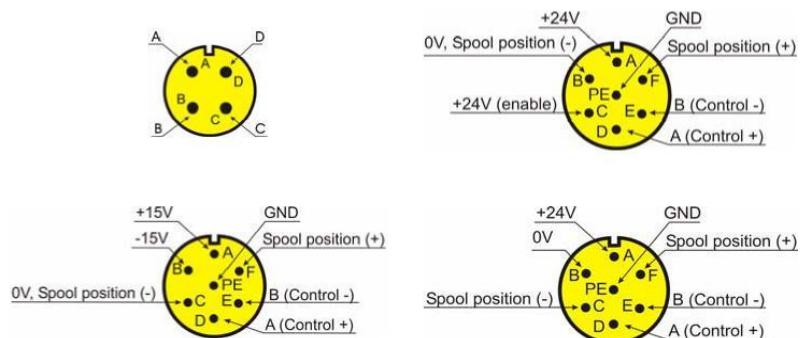 A
D
A
D
B
C
B
C
+24V
GND
0V, Spool position (-)
Spool position (+)
A
B
F
PE
+24V (enable)
C
E
B (Control -)
D
A (Control +)
+15V
GND
-15V
Spool position (+)
A
B
F
PE
0V, Spool position (-)
C
E
B (Control -)
D
A (Control +)
+24V
GND
0V
Spool position (+)
A
B
F
PE
Spool position (-)
C
E
B (Control -)
D
A (Control +)